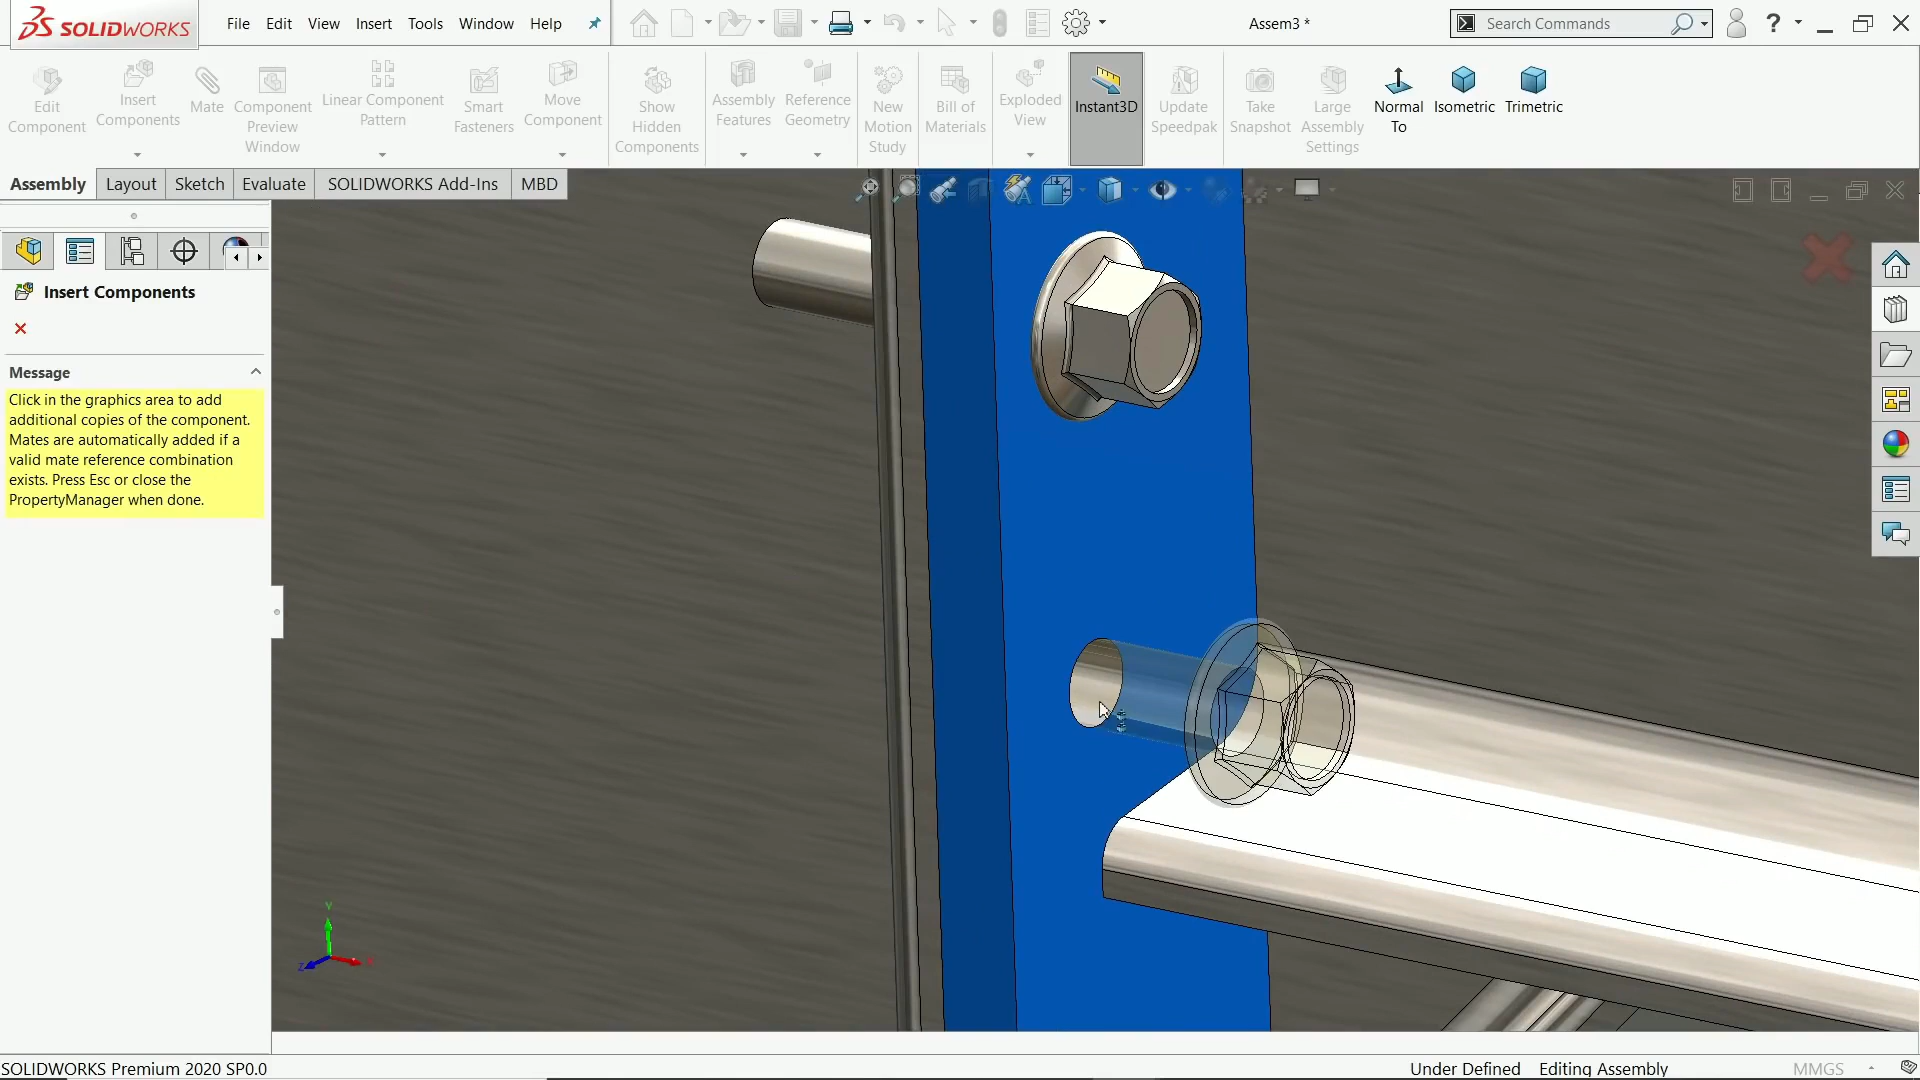 SOLIDWORKS
File Edit View Insert Tools Window Help
Assem3 *
Search Commands
?
Edit Component
Insert Components
Mate
Component Preview Window
Linear Component Pattern
Smart Fasteners
Move Component
Show Hidden Components
Assembly Features
Reference Geometry
New Motion Study
Bill of Materials
Exploded View
Instant3D
Update Speedpak
Take Snapshot
Large Assembly Settings
Normal To
Isometric
Trimetric
Assembly Layout Sketch Evaluate SOLIDWORKS Add-Ins MBD
Insert Components
Message
Click in the graphics area to add
additional copies of the component.
Mates are automatically added if a
valid mate reference combination
exists. Press Esc or close the
PropertyManager when done.
Y
Z
X
SOLIDWORKS Premium 2020 SP0.0
Under Defined Editing Assembly MMGS